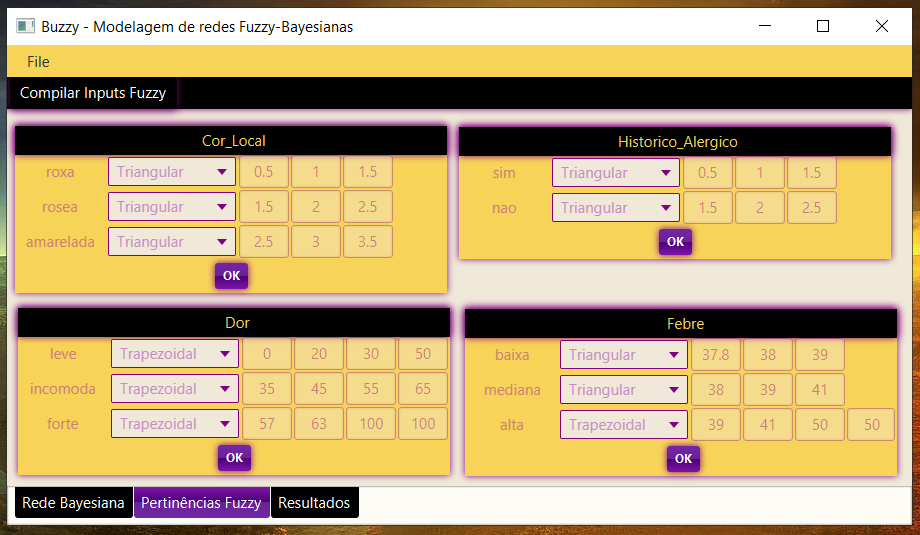 Buzzy - Modelagem de redes Fuzzy-Bayesianas
File
Compilar Inputs Fuzzy
Cor_Local
roxa Triangular 0.5 1 1.5
rosea Triangular 1.5 2 2.5
amarelada Triangular 2.5 3 3.5
OK
Historico_Alergico
sim Triangular 0.5 1 1.5
nao Triangular 1.5 2 2.5
OK
Dor
leve Trapezoidal 0 20 30 50
incomoda Trapezoidal 35 45 55 65
forte Trapezoidal 57 63 100 100
OK
Febre
baixa Triangular 37.8 38 39
mediana Triangular 38 39 41
alta Trapezoidal 39 41 50 50
OK
Rede Bayesiana Pertinências Fuzzy Resultados